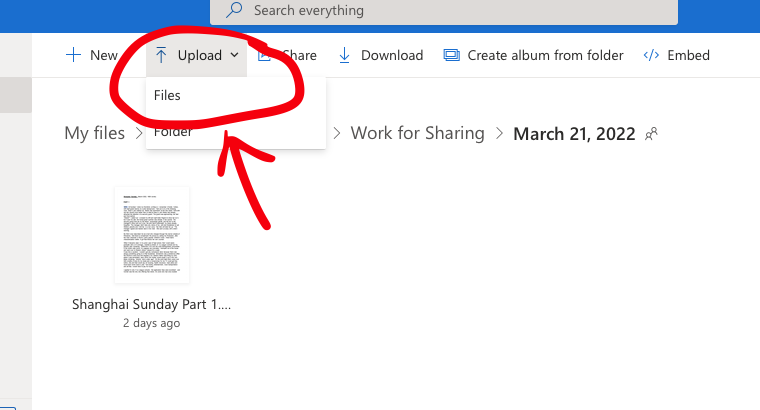 Search everything
New Upload Share Download Create album from folder Embed
Files
My files Work for Sharing March 21, 2022
Folder
Shanghai Sunday Part 1....
2 days ago